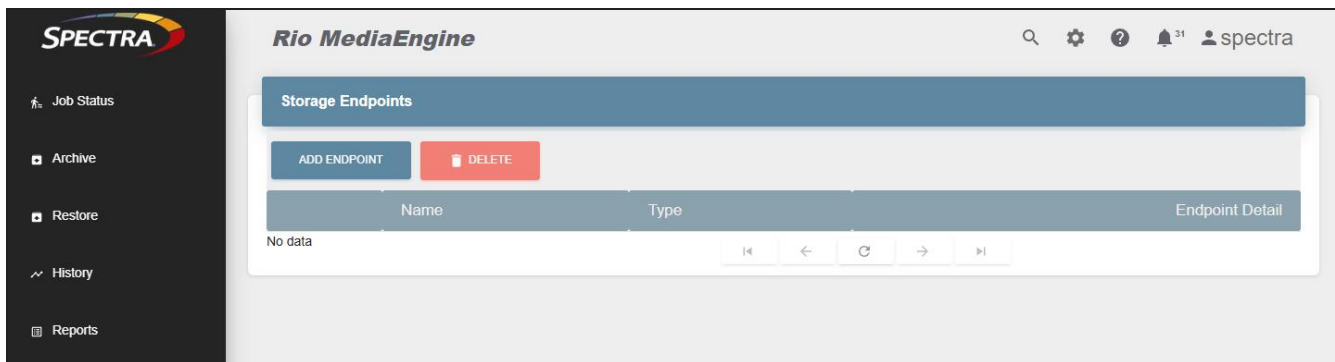 SPECTRA
Rio MediaEngine
31
spectra
Job Status
Storage Endpoints
Archive
ADD ENDPOINT
DELETE
Restore
Name
Type
Endpoint Detail
No data
History
Reports